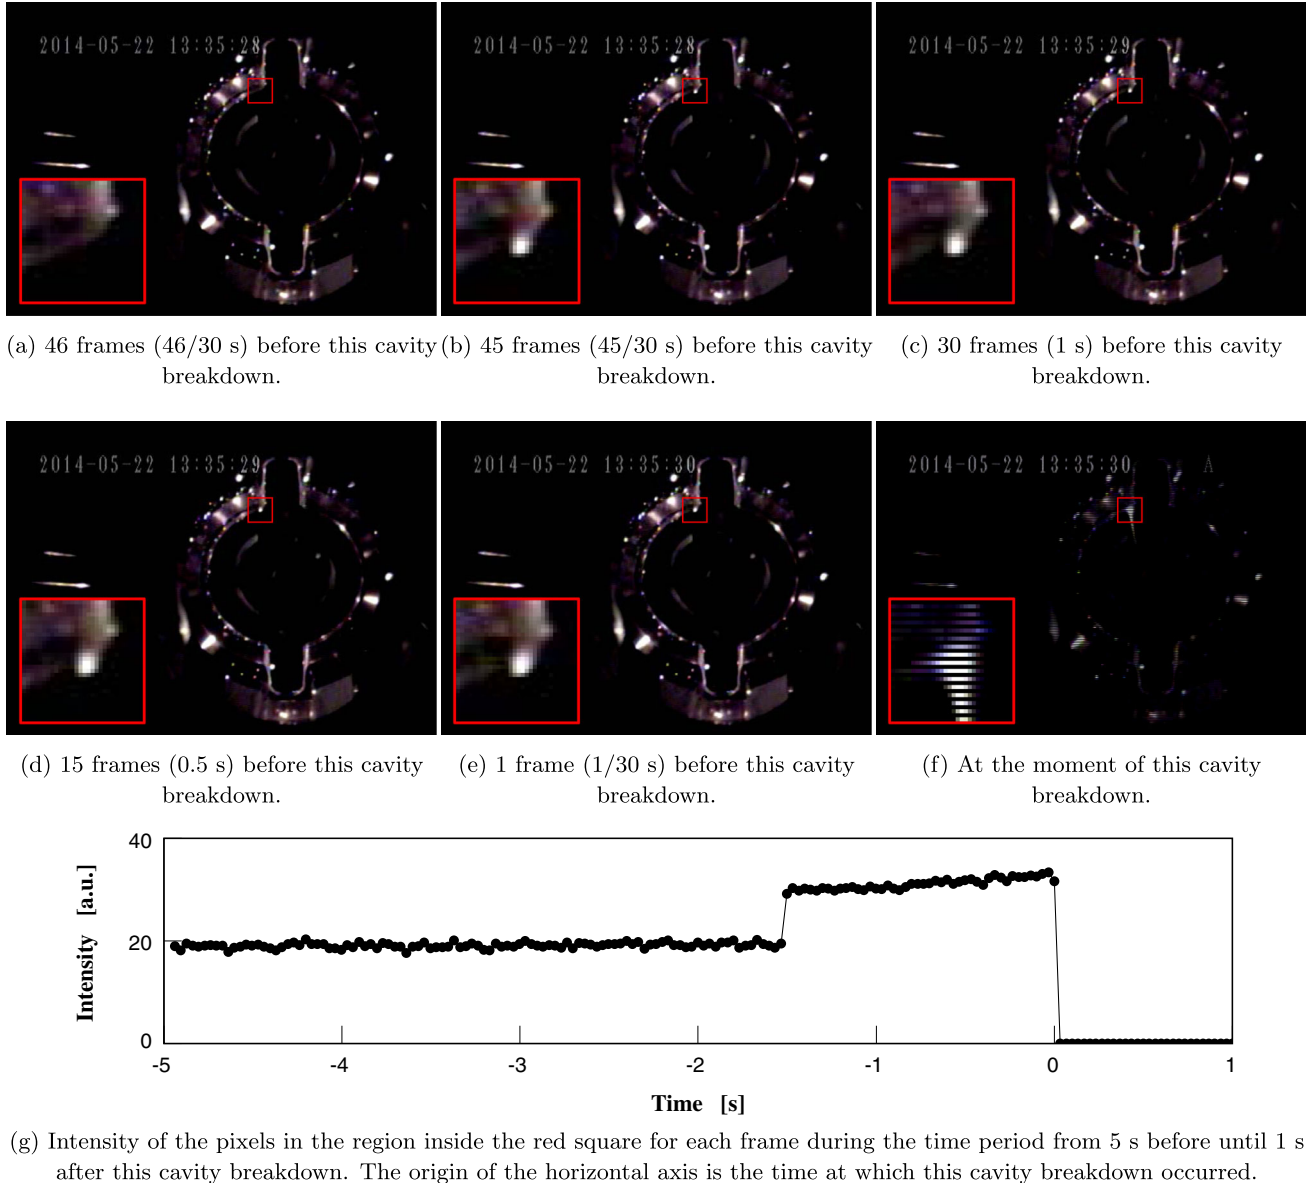 2014-05-22 13:35:28
2014-05-22 13:35:28
2014-05-22 13:35:29
(a) 46 frames (46/30 s) before this cavity
breakdown.
(b) 45 frames (45/30 s) before this cavity
breakdown.
(c) 30 frames (1 s) before this cavity
breakdown.
2014-05-22 13:35:29
2014-05-22 13:35:30
2014-05-22 13:35:30 A
(d) 15 frames (0.5 s) before this cavity
breakdown.
(e) 1 frame (1/30 s) before this cavity
breakdown.
(f) At the moment of this cavity
breakdown.
40
20
0
Intensity [a.u.]
-5 -4 -3 -2 -1 0 1
Time [s]
(g) Intensity of the pixels in the region inside the red square for each frame during the time period from 5 s before until 1 s
after this cavity breakdown. The origin of the horizontal axis is the time at which this cavity breakdown occurred.